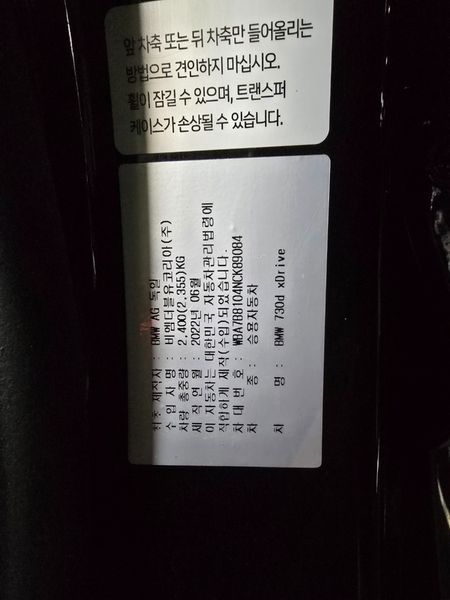 앞 차축 또는 뒤 차축만 들어올리는
방법으로 견인하지 마십시오.
휠이 잠길 수 있으며, 트랜스퍼
케이스가 손상될 수 있습니다.
최초 제작자 : BMW AG 독일
수 입 자 명 : 비엠더블유코리아(주)
차량 총중량 : 2,400(2,355)KG
제 작 연 월 : 2022년 06월
이 자동차는 대한민국 자동차관리법령에
적합하게 제작(수입)되었습니다.
차 대 번 호 : WBA7B8104NCK89084
차 종 : 승용자동차
차 명 : BMW 730d xDrive